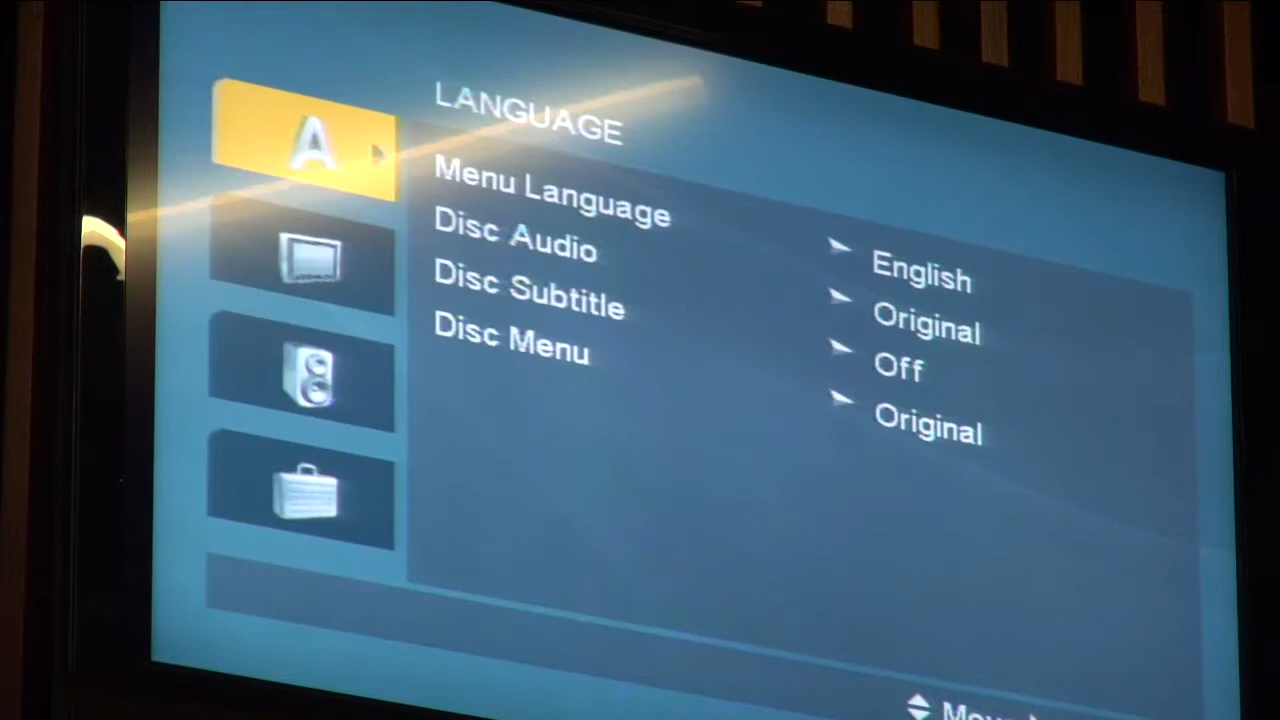 A
LANGUAGE
Menu Language
English
Disc Audio
Original
Disc Subtitle
Off
Disc Menu
Original